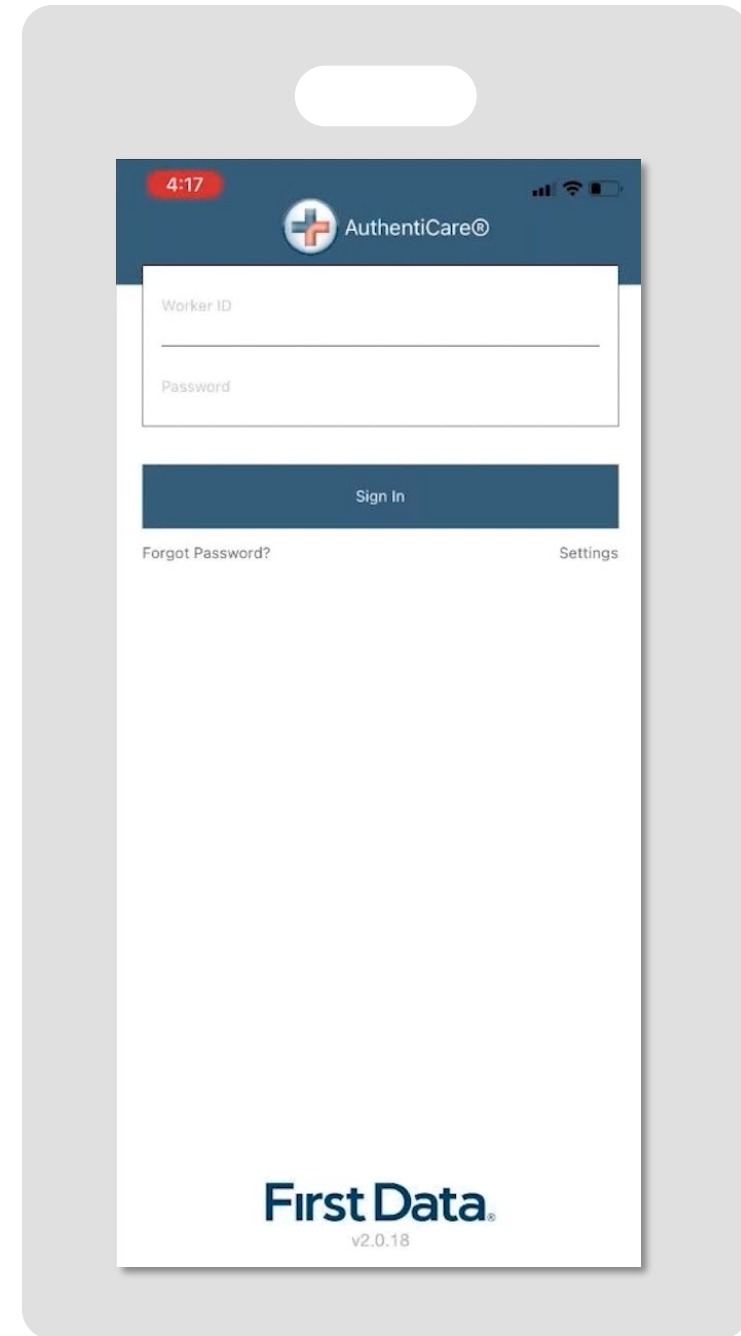 4:17
AuthentiCare®
Worker ID
Password
Sign In
Forgot Password?
Settings
First Data®
v2.0.18